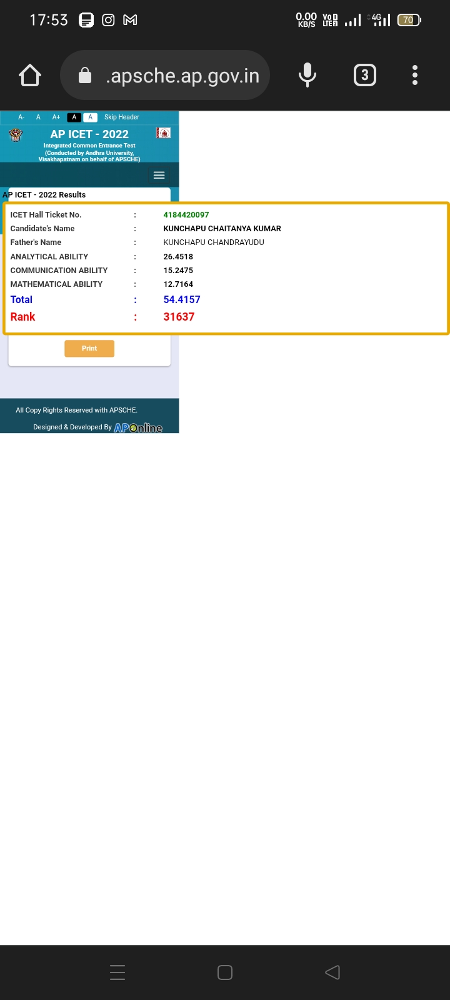 17:53 0.00 KB/S Vo LTE 1 2 4G 70
.apsche.ap.gov.in 3
A- A A+ A A Skip Header
AP ICET - 2022
Integrated Common Entrance Test
(Conducted by Andhra University,
Visakhapatnam on behalf of APSCHE)
AP ICET - 2022 Results
ICET Hall Ticket No. : 4184420097
Candidate's Name : KUNCHAPU CHAITANYA KUMAR
Father's Name : KUNCHAPU CHANDRAYUDU
ANALYTICAL ABILITY : 26.4518
COMMUNICATION ABILITY : 15.2475
MATHEMATICAL ABILITY : 12.7164
Total : 54.4157
Rank : 31637
Print
All Copy Rights Reserved with APSCHE.
Designed & Developed By APOnline